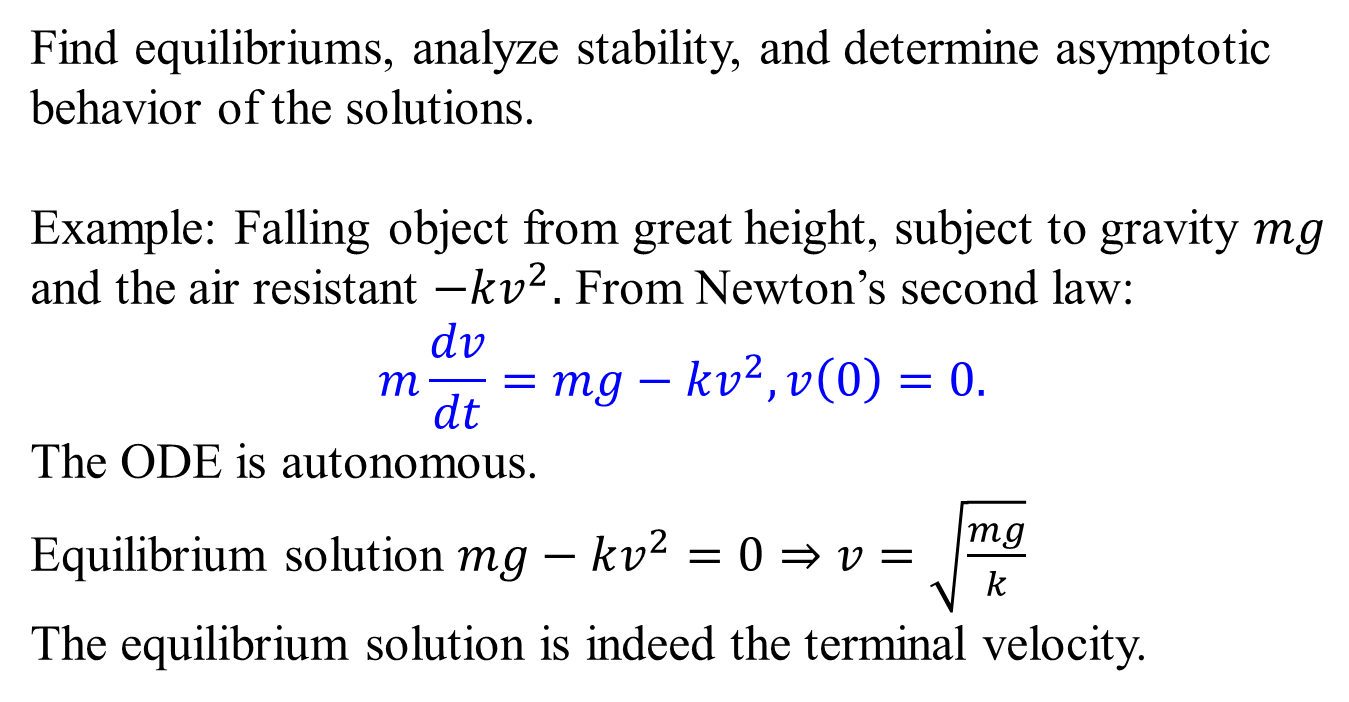 Find equilibriums, analyze stability, and determine asymptotic
behavior of the solutions.
Example: Falling object from great height, subject to gravity 𝑚𝑔
and the air resistant −𝑘𝑣². From Newton’s second law:
𝑚 𝑑𝑣/𝑑𝑡 = 𝑚𝑔 − 𝑘𝑣², 𝑣(0) = 0.
The ODE is autonomous.
Equilibrium solution 𝑚𝑔 − 𝑘𝑣² = 0 ⇒ 𝑣 = √(𝑚𝑔/𝑘)
The equilibrium solution is indeed the terminal velocity.